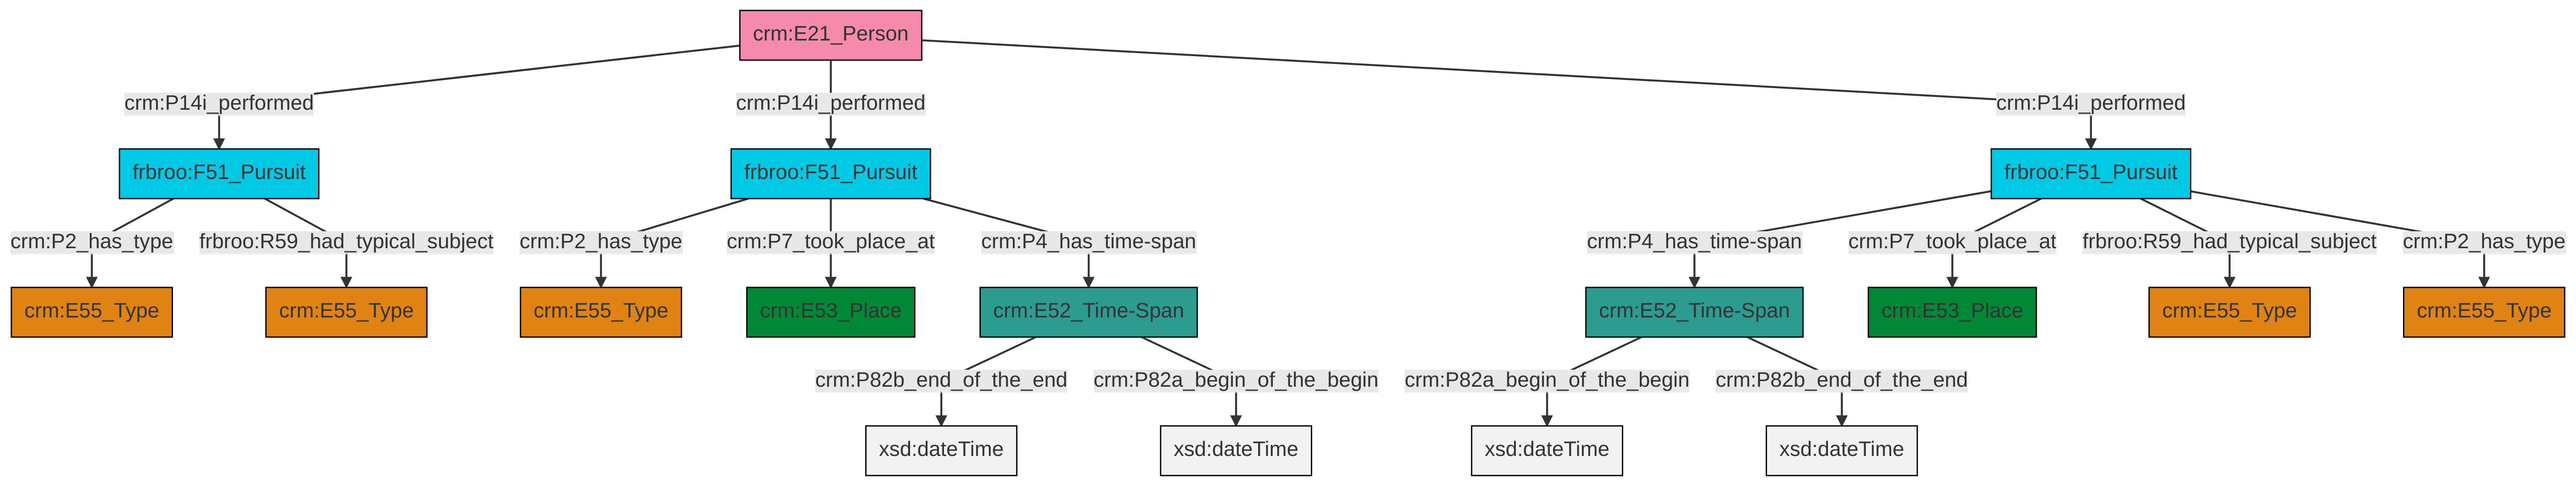 crm:E21_Person
crm:P14i_performed
crm:P14i_performed
crm:P14i_performed
frbroo:F51_Pursuit
frbroo:F51_Pursuit
frbroo:F51_Pursuit
crm:P2_has_type
frbroo:R59_had_typical_subject
crm:P2_has_type
crm:P7_took_place_at
crm:P4_has_time-span
crm:P4_has_time-span
crm:P7_took_place_at
frbroo:R59_had_typical_subject
crm:P2_has_type
crm:E55_Type
crm:E55_Type
crm:E55_Type
crm:E53_Place
crm:E52_Time-Span
crm:E52_Time-Span
crm:E53_Place
crm:E55_Type
crm:E55_Type
crm:P82b_end_of_the_end
crm:P82a_begin_of_the_begin
crm:P82a_begin_of_the_begin
crm:P82b_end_of_the_end
xsd:dateTime
xsd:dateTime
xsd:dateTime
xsd:dateTime